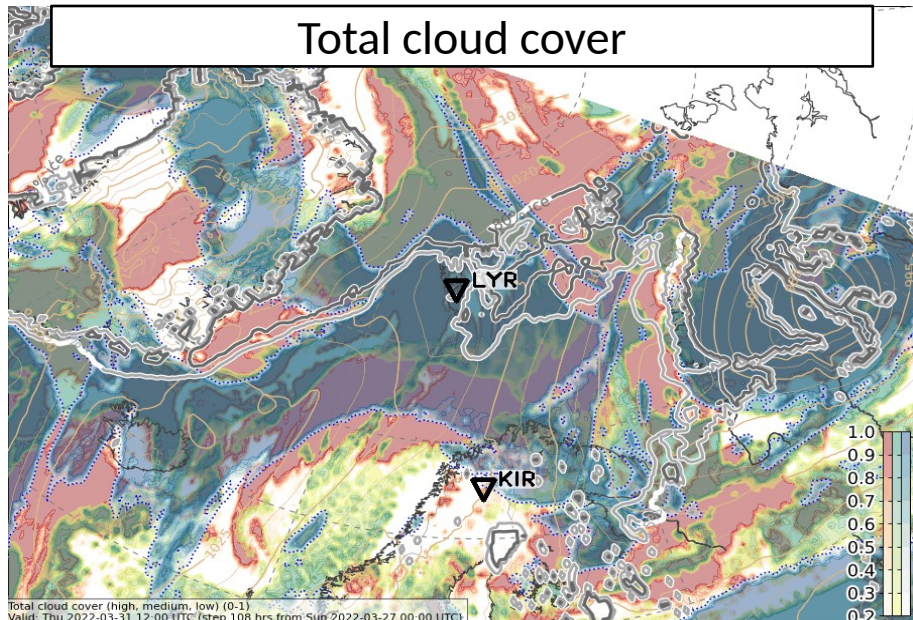 Total cloud cover
LYR
KIR
1.0
0.9
0.8
0.7
0.6
0.5
0.4
0.3
0.2
Total cloud cover (high, medium, low) (0-1)
Valid: Thu 2022-03-31 12:00 UTC (step 108 hrs from Sun 2022-03-27 00:00 UTC)